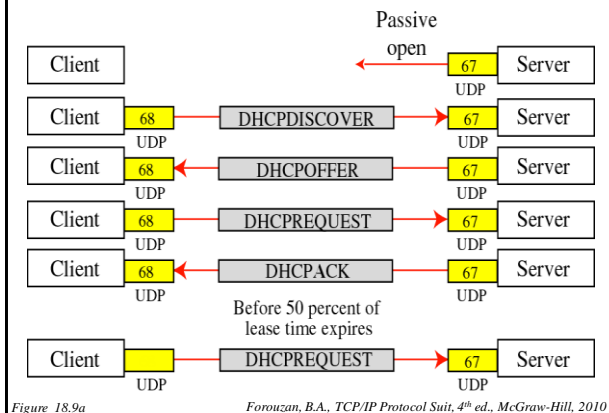 Passive
open
Client 67 Server
UDP
Client 68 DHCPDISCOVER 67 Server
UDP UDP
Client 68 DHCPOFFER 67 Server
UDP UDP
Client 68 DHCPREQUEST 67 Server
UDP UDP
Client 68 DHCPACK 67 Server
UDP UDP
Before 50 percent of
lease time expires
Client DHCPREQUEST 67 Server
UDP UDP
Figure 18.9a Forouzan, B.A., TCP/IP Protocol Suit, 4th ed., McGraw-Hill, 2010